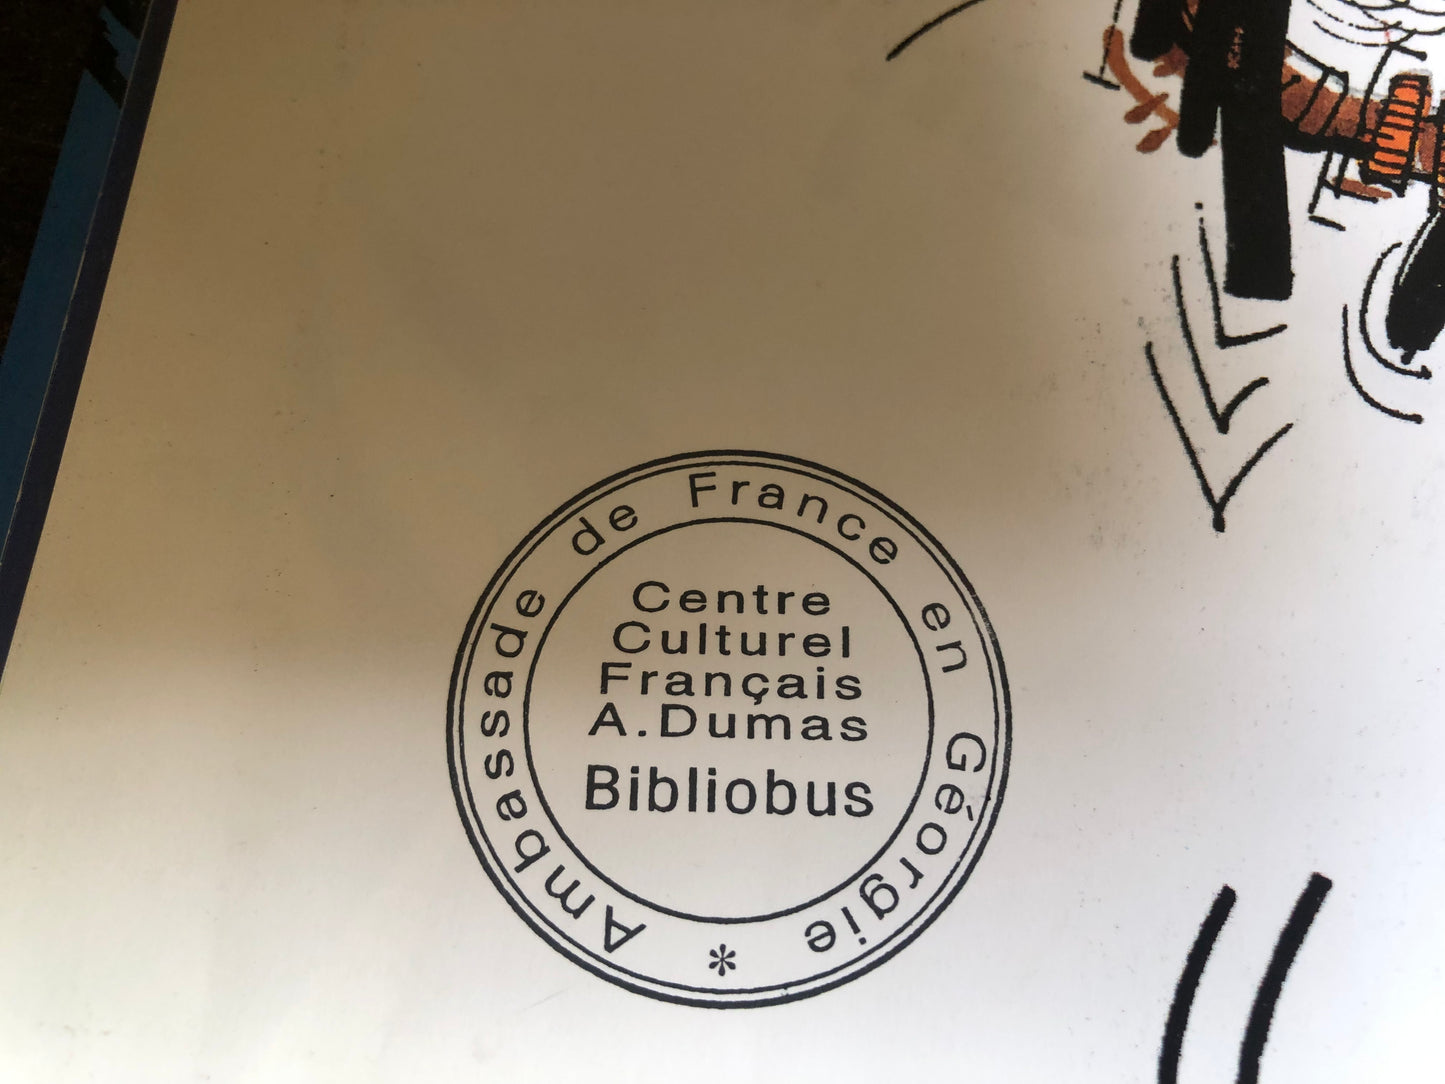 Ambassade de France en Géorgie *
Centre
Culturel
Français
A.Dumas
Bibliobus